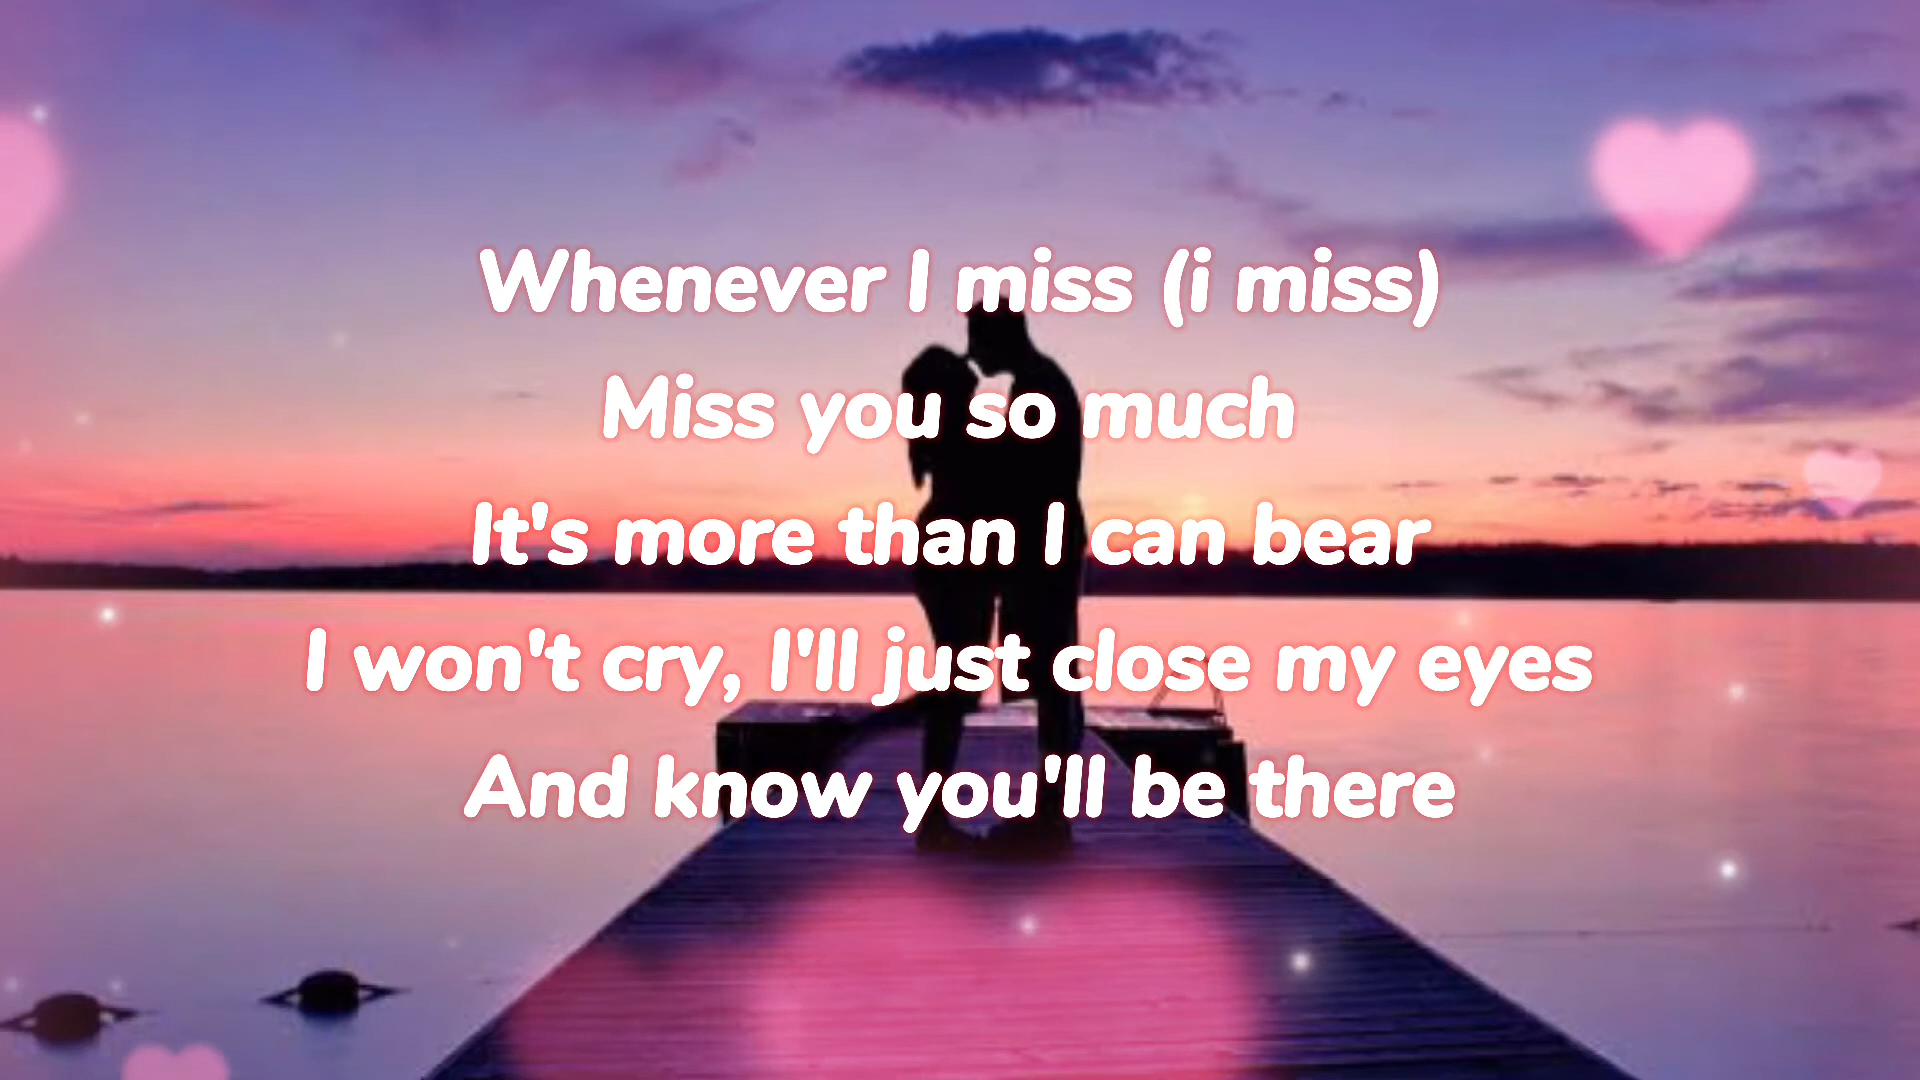 Whenever I miss (i miss)
Miss you so much
It's more than I can bear
I won't cry, I'll just close my eyes
And know you'll be there